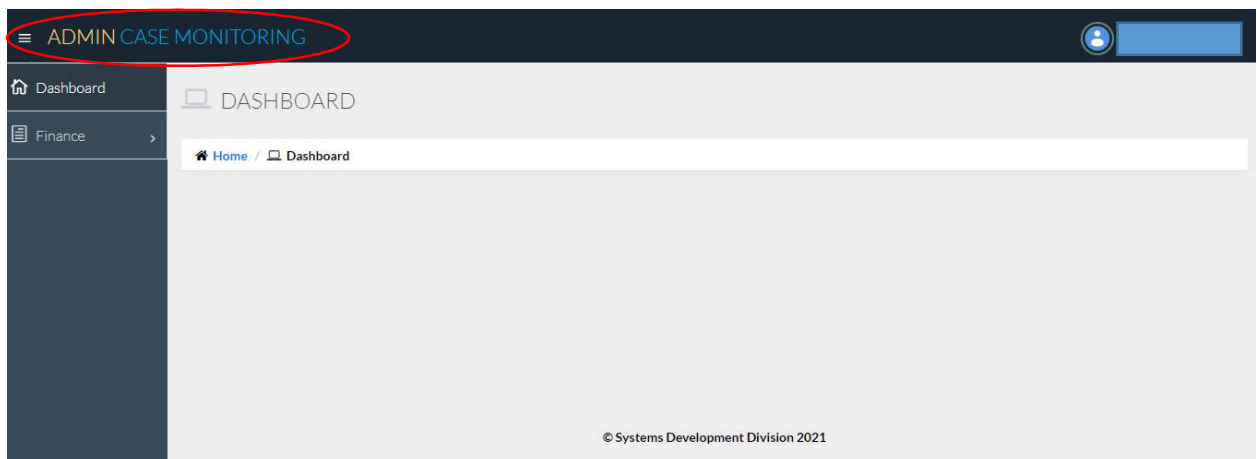 ADMIN CASE MONITORING
Dashboard
DASHBOARD
Finance
Home / Dashboard
© Systems Development Division 2021